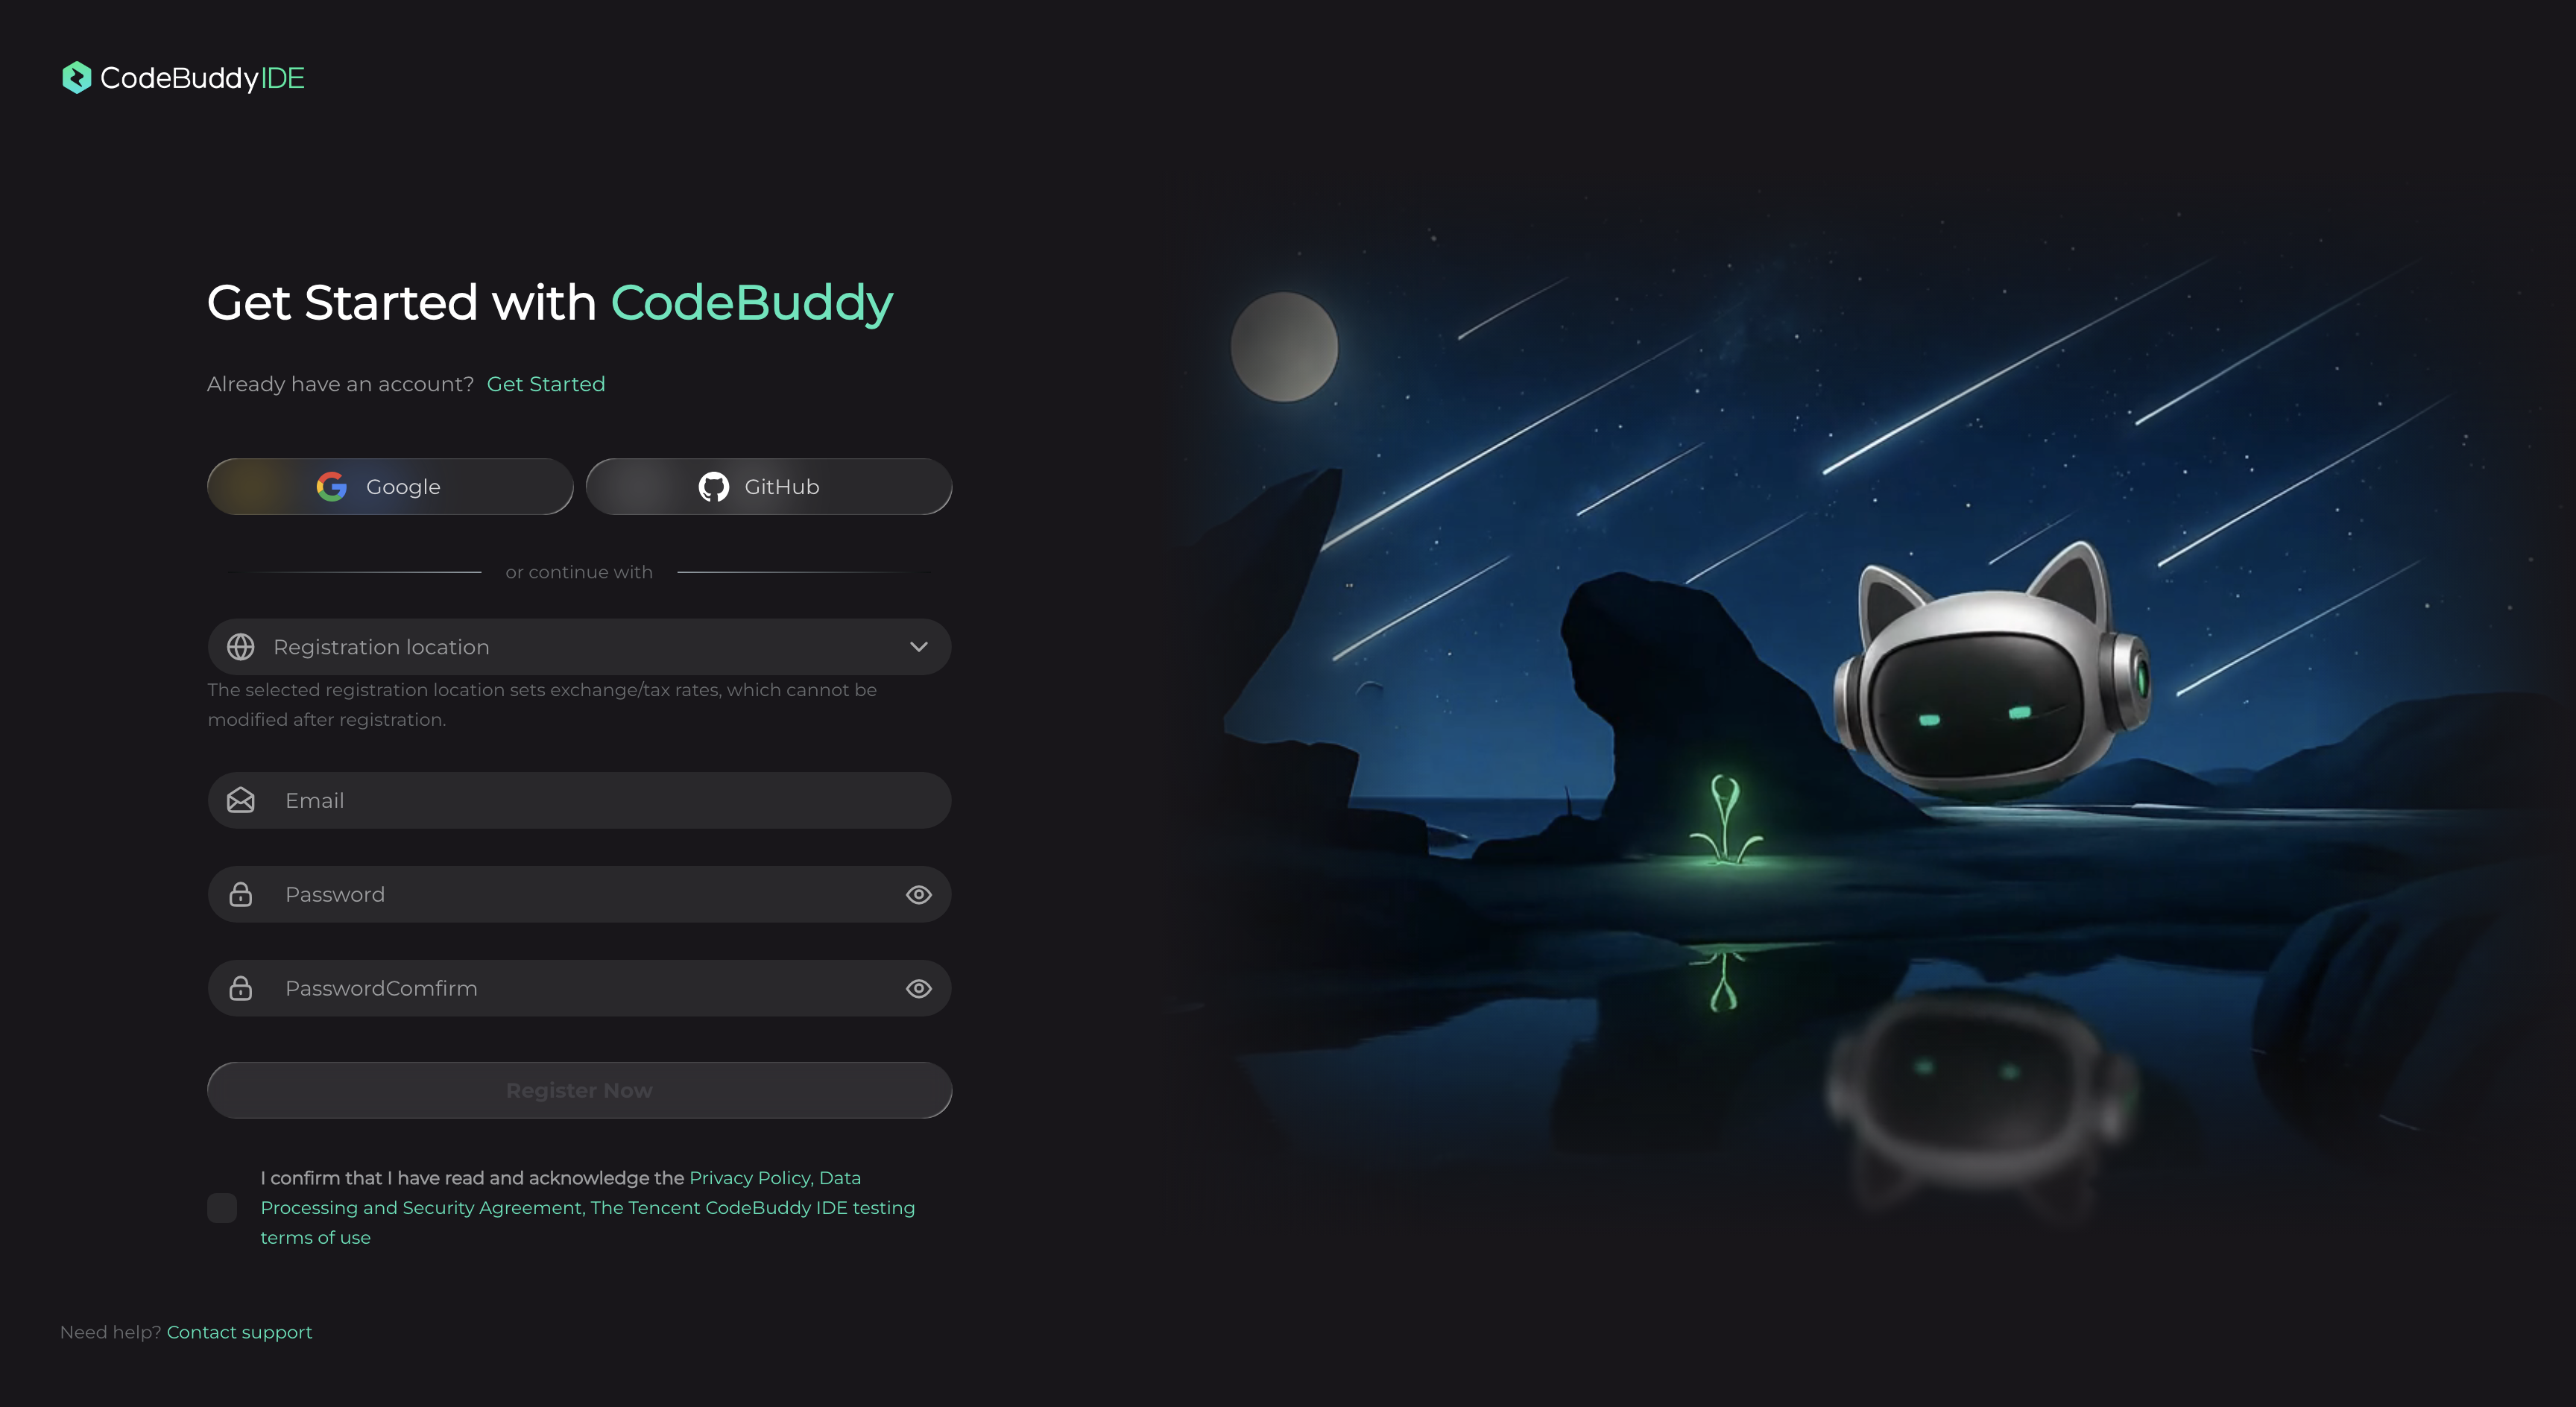 CodeBuddyIDE
Get Started with CodeBuddy
Already have an account? Get Started
Google
GitHub
or continue with
Registration location
The selected registration location sets exchange/tax rates, which cannot be
modified after registration.
Email
Password
PasswordComfirm
Register Now
I confirm that I have read and acknowledge the Privacy Policy, Data
Processing and Security Agreement, The Tencent CodeBuddy IDE testing
terms of use
Need help? Contact support